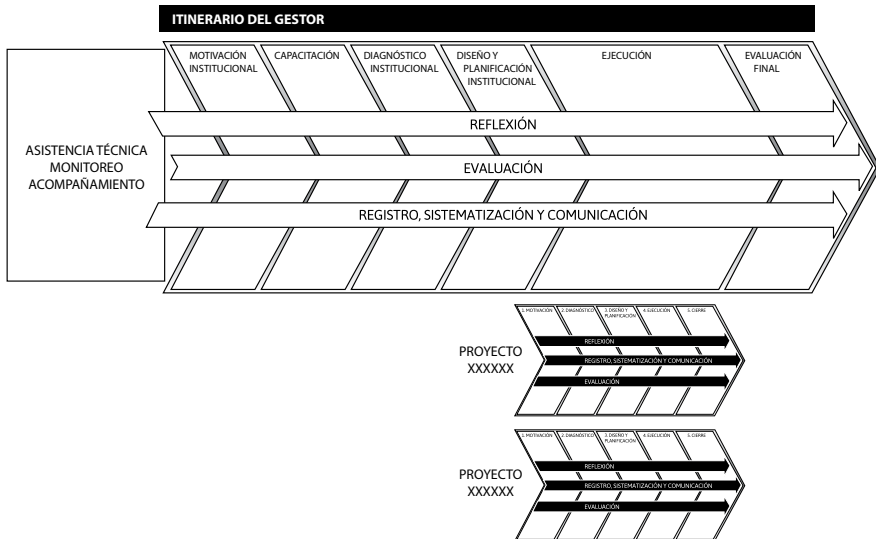 ITINERARIO DEL GESTOR
MOTIVACIÓN
INSTITUCIONAL
CAPACITACIÓN
DIAGNÓSTICO
INSTITUCIONAL
DISEÑO Y
PLANIFICACIÓN
INSTITUCIONAL
EJECUCIÓN
EVALUACIÓN
FINAL
ASISTENCIA TÉCNICA
MONITOREO
ACOMPAÑAMIENTO
REFLEXIÓN
EVALUACIÓN
REGISTRO, SISTEMATIZACIÓN Y COMUNICACIÓN
PROYECTO
XXXXXX
1. MOTIVACIÓN
2. DIAGNÓSTICO
3. DISEÑO Y
PLANIFICACIÓN
4. EJECUCIÓN
5. CIERRE
REFLEXIÓN
REGISTRO, SISTEMATIZACIÓN Y COMUNICACIÓN
EVALUACIÓN
PROYECTO
XXXXXX
1. MOTIVACIÓN
2. DIAGNÓSTICO
3. DISEÑO Y
PLANIFICACIÓN
4. EJECUCIÓN
5. CIERRE
REFLEXIÓN
REGISTRO, SISTEMATIZACIÓN Y COMUNICACIÓN
EVALUACIÓN